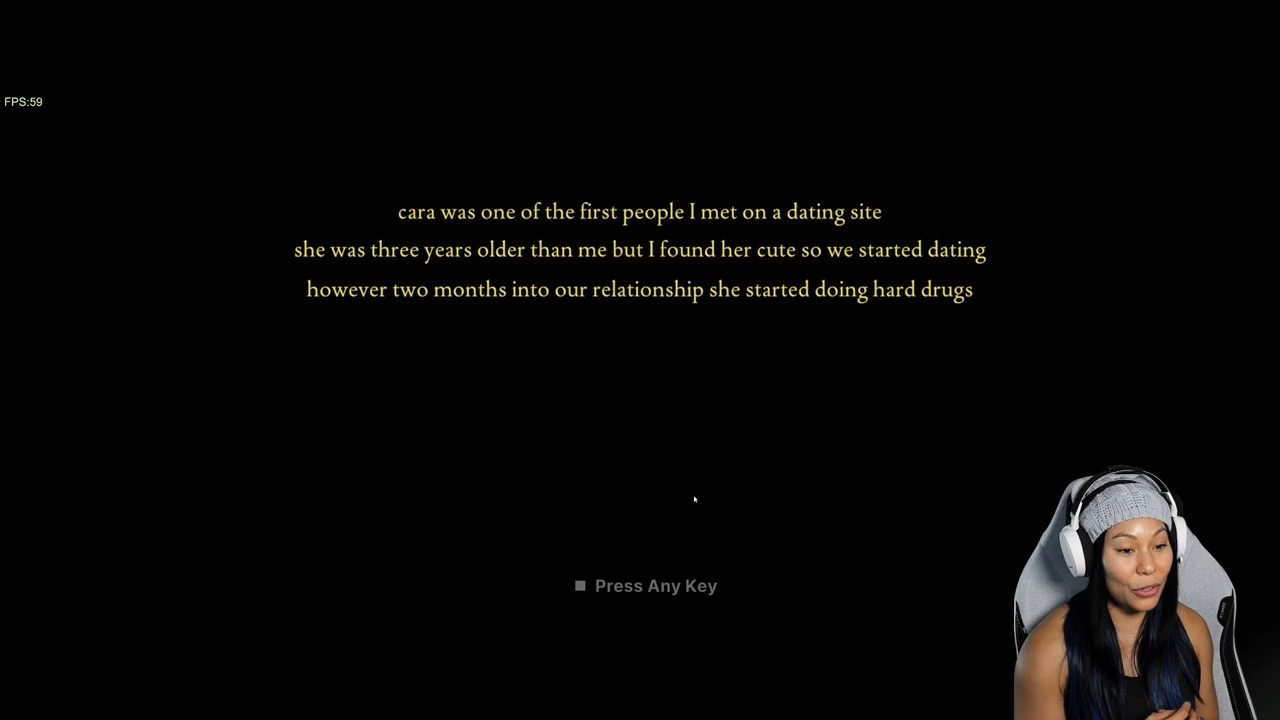 FPS:59
cara was one of the first people I met on a dating site
she was three years older than me but I found her cute so we started dating
however two months into our relationship she started doing hard drugs
Press Any Key